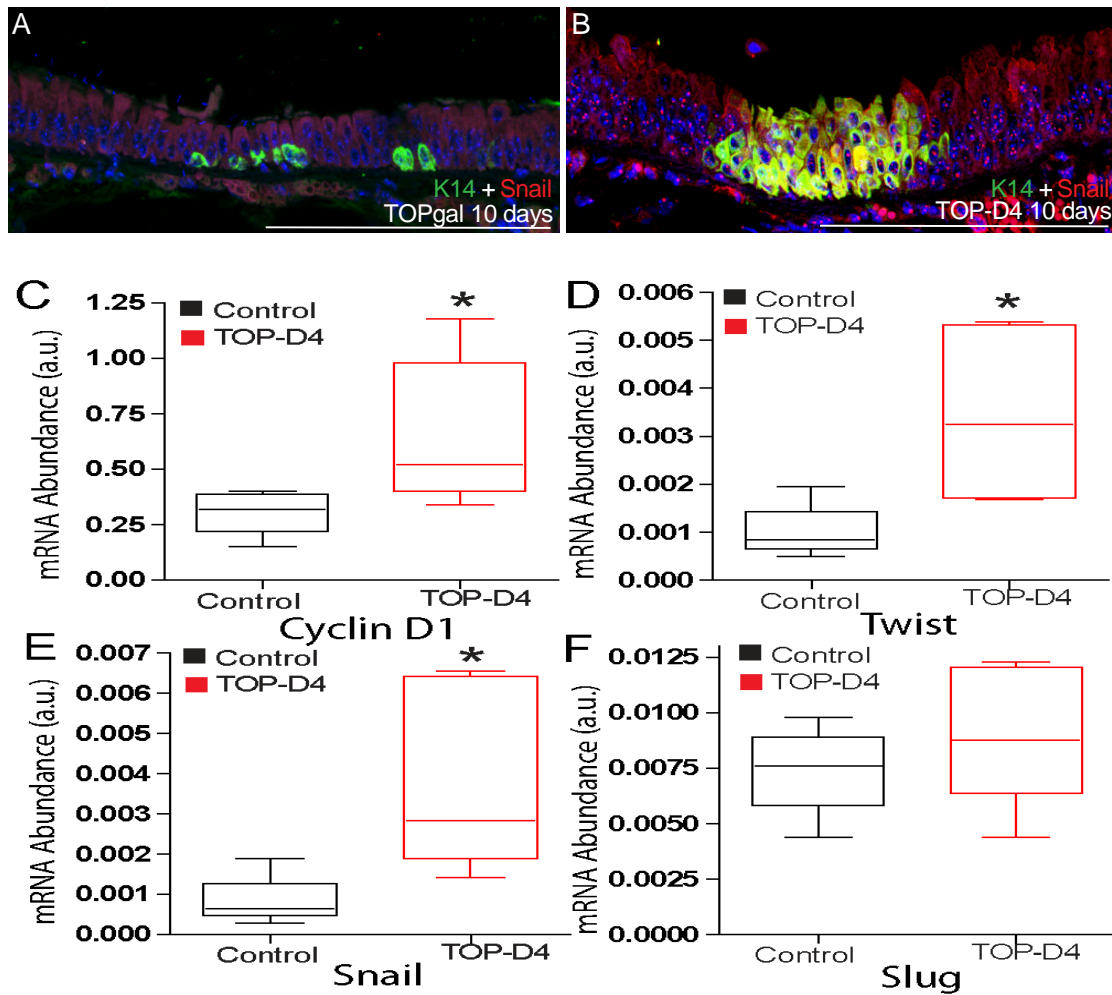 A
K14 + Snail
TOPgal 10 days
B
K14 + Snail
TOP-D4 10 days
C
Control
TOP-D4
*
mRNA Abundance (a.u.)
1.25
1.00
0.75
0.50
0.25
0.00
Control
TOP-D4
Cyclin D1
D
Control
TOP-D4
*
mRNA Abundance (a.u.)
0.006
0.005
0.004
0.003
0.002
0.001
0.000
Control
TOP-D4
Twist
E
Control
TOP-D4
*
mRNA Abundance (a.u.)
0.007
0.006
0.005
0.004
0.003
0.002
0.001
0.000
Control
TOP-D4
Snail
F
Control
TOP-D4
mRNA Abundance (a.u.)
0.0125
0.0100
0.0075
0.0050
0.0025
0.000
Control
TOP-D4
Slug